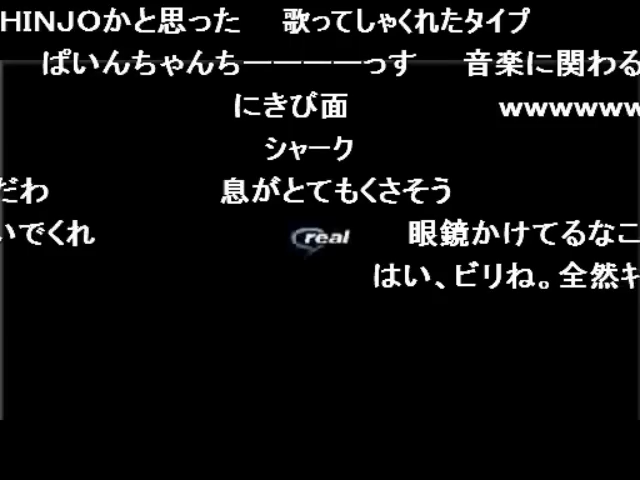 HINJOかと思った 歌ってしゃくれたタイプ
ぱいんちゃんちーーーーっす 音楽に関わる
にきび面 wwwwww
シャーク
だわ 息がとてもくさそう
いでくれ real 眼鏡かけてるなこ
はい、ビリね。全然キ